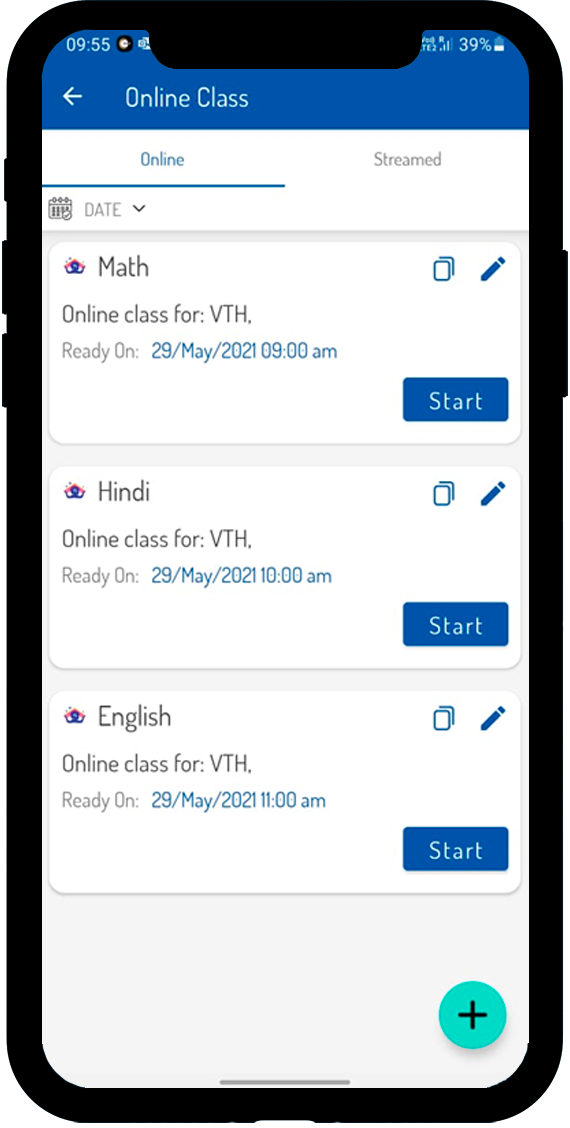 09:55 39%
Online Class
Online Streamed
DATE
Math
Online class for: VTH,
Ready On: 29/May/2021 09:00 am
Start
Hindi
Online class for: VTH,
Ready On: 29/May/2021 10:00 am
Start
English
Online class for: VTH,
Ready On: 29/May/2021 11:00 am
Start